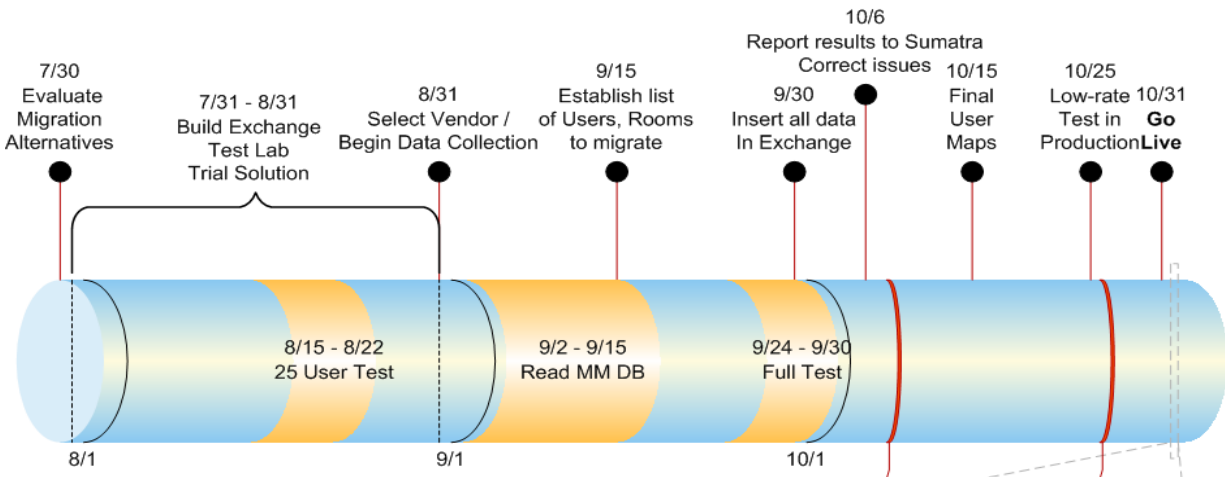 7/30
Evaluate
Migration
Alternatives
7/31 - 8/31
Build Exchange
Test Lab
Trial Solution
8/31
Select Vendor /
Begin Data Collection
9/15
Establish list
of Users, Rooms
to migrate
9/30
Insert all data
In Exchange
10/6
Report results to Sumatra
Correct issues
10/15
Final
User
Maps
10/25
Low-rate
Test in
Production
10/31
Go
Live
8/15 - 8/22
25 User Test
9/2 - 9/15
Read MM DB
9/24 - 9/30
Full Test
8/1
9/1
10/1